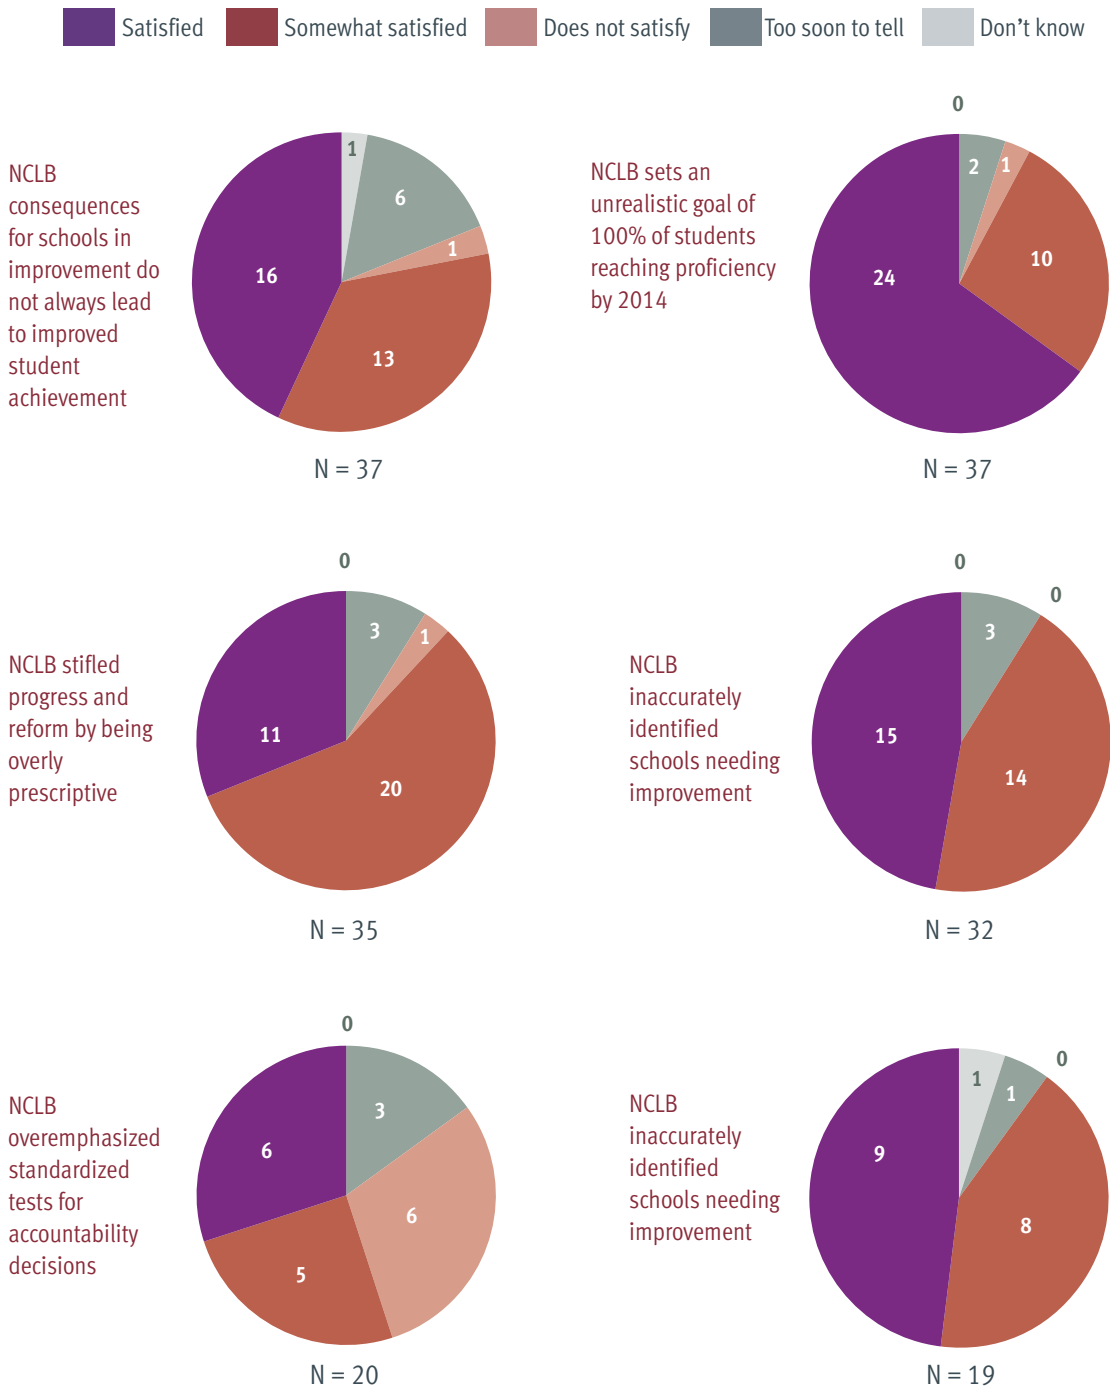 Satisfied
Somewhat satisfied
Does not satisfy
Too soon to tell
Don't know
NCLB
consequences
for schools in
improvement do
not always lead
to improved
student
achievement
1
6
1
13
16
N = 37
NCLB sets an
unrealistic goal of
100% of students
reaching proficiency
by 2014
0
2
1
10
24
N = 37
NCLB stifled
progress and
reform by being
overly
prescriptive
0
3
1
20
11
N = 35
NCLB
inaccurately
identified
schools needing
improvement
0
0
3
14
15
N = 32
NCLB
overemphasized
standardized
tests for
accountability
decisions
0
3
6
5
6
N = 20
NCLB
inaccurately
identified
schools needing
improvement
1
1
0
8
9
N = 19